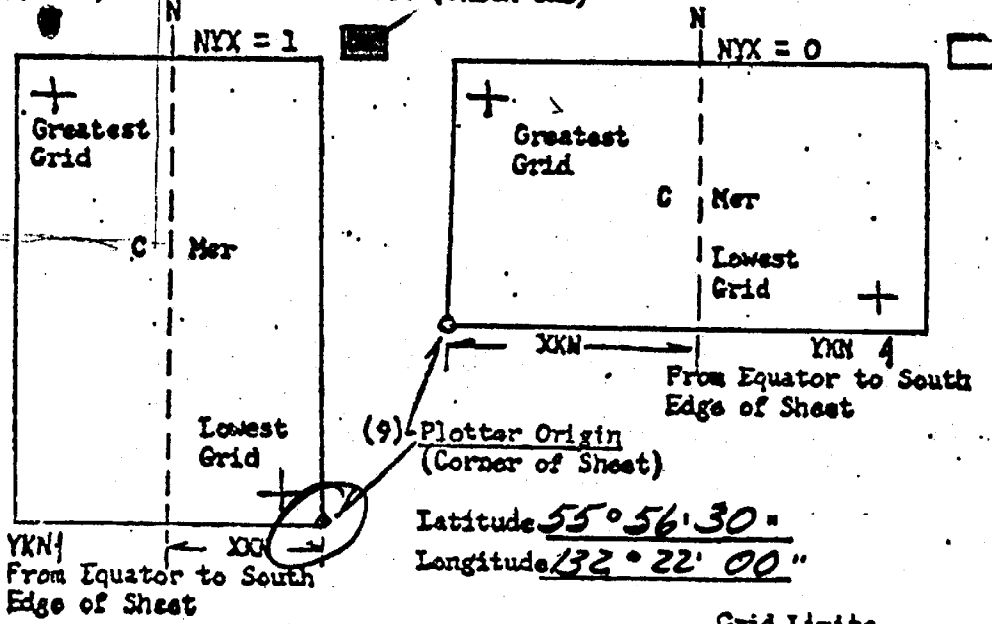 N
NYX = 1
Greatest
Grid
C Mer
Lowest
Grid
YKN
XKN
From Equator to South
Edge of Sheet
N
NYX = 0
Greatest
Grid
C Mer
Lowest
Grid
XKN
YKN
From Equator to South
Edge of Sheet
(9) Plotter Origin
(Corner of Sheet)
Latitude 55° 56' 30"
Longitude 132° 22' 00"
Grid Limits